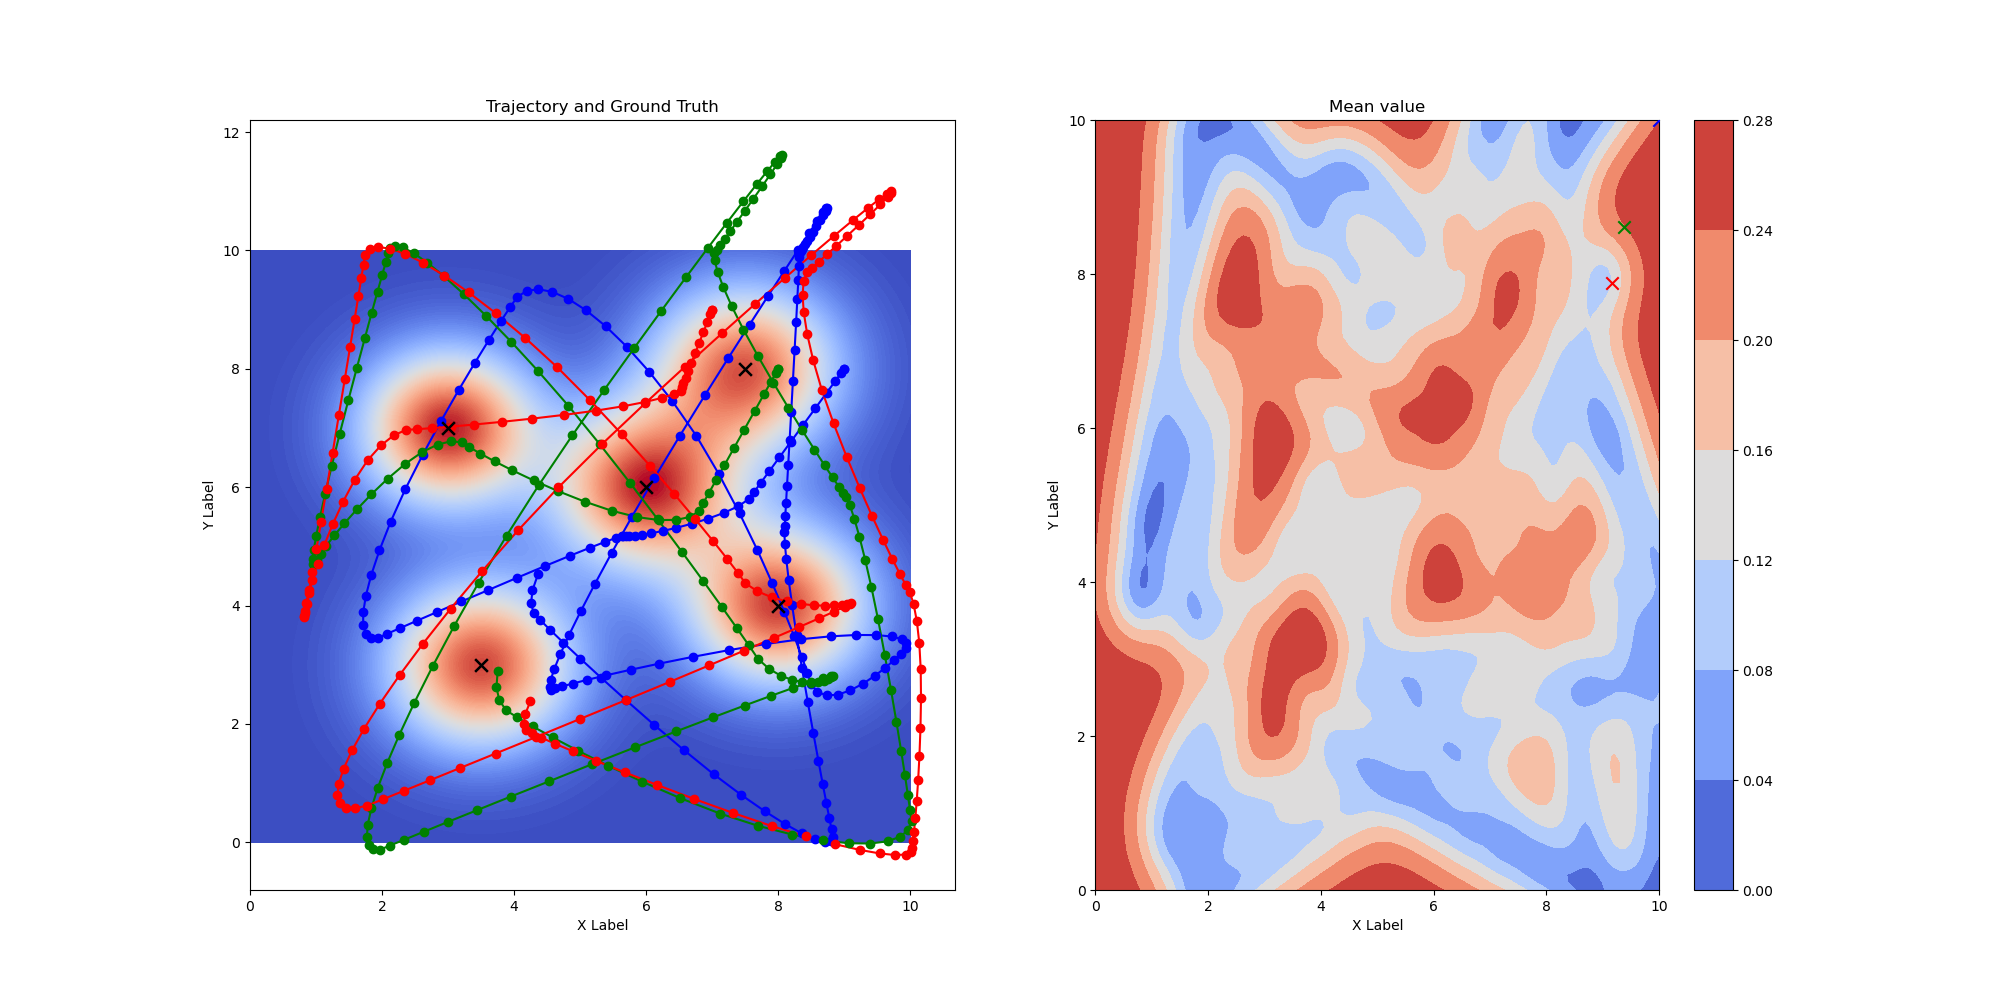 Trajectory and Ground Truth
12
10
8
6
4
2
0
Y Label
0 2 4 6 8 10
X Label
Mean value
10
8
6
4
2
0
Y Label
0 2 4 6 8 10
X Label
0.28
0.24
0.20
0.16
0.12
0.08
0.04
0.00